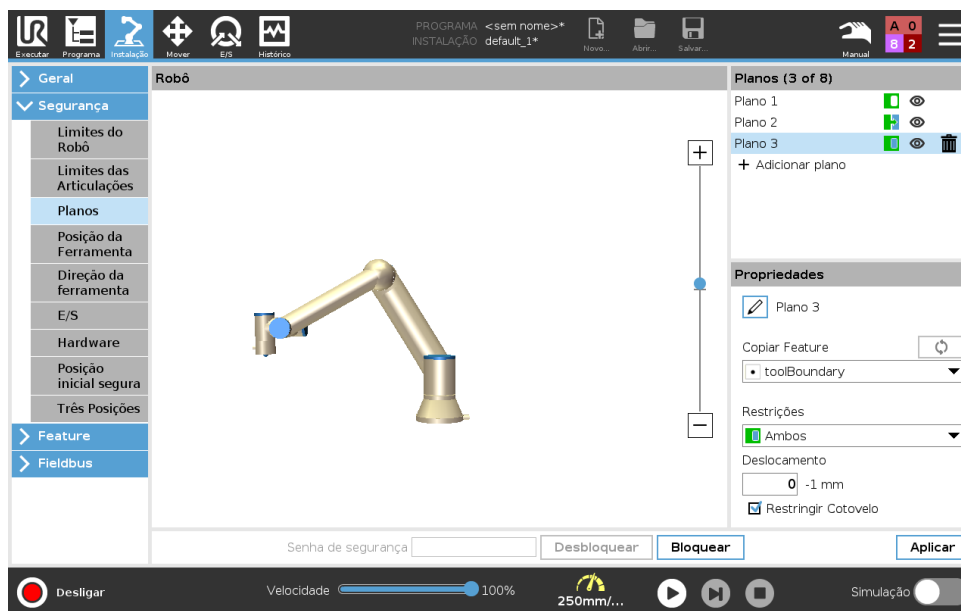 PROGRAMA <sem nome>*
INSTALAÇÃO default_1*
Executar Programa Instalação Mover E/S Histórico Novo... Abrir... Salvar... Manual
A 0
8 2
Geral
Segurança
Limites do
Robô
Limites das
Articulações
Planos
Posição da
Ferramenta
Direção da
ferramenta
E/S
Hardware
Posição
inicial segura
Três Posições
Feature
Fieldbus
Robô
+
−
Planos (3 of 8)
Plano 1
Plano 2
Plano 3
+ Adicionar plano
Propriedades
Plano 3
Copiar Feature
toolBoundary
Restrições
Ambos
Deslocamento
0 -1 mm
Restringir Cotovelo
Senha de segurança Desbloquear Bloquear Aplicar
Desligar Velocidade 100% 250mm/... Simulação